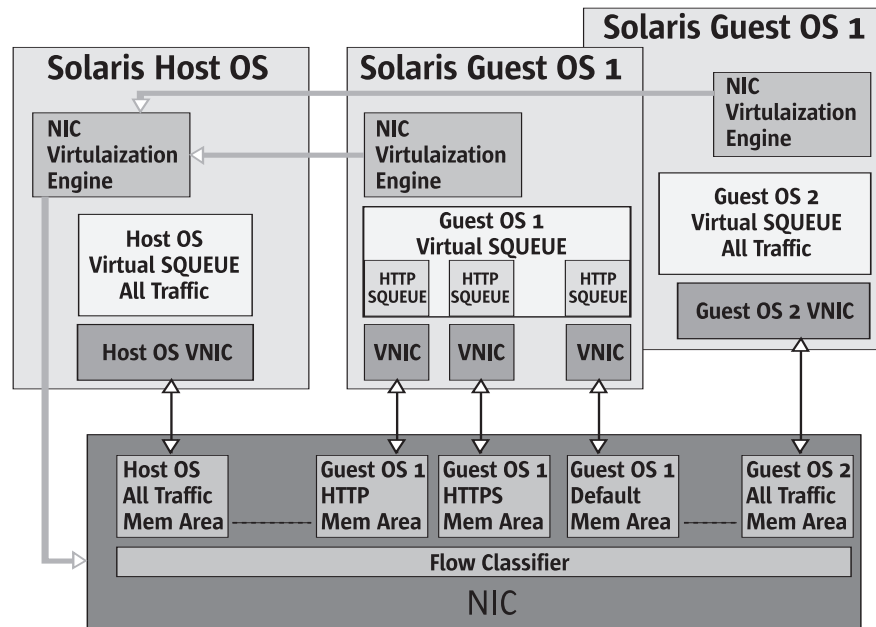 Solaris Host OS
NIC
Virtulaization
Engine
Host OS
Virtual SQUEUE
All Traffic
Host OS VNIC
Solaris Guest OS 1
NIC
Virtulaization
Engine
Guest OS 1
Virtual SQUEUE
HTTP
SQUEUE
HTTP
SQUEUE
HTTP
SQUEUE
VNIC
VNIC
VNIC
Solaris Guest OS 1
NIC
Virtulaization
Engine
Guest OS 2
Virtual SQUEUE
All Traffic
Guest OS 2 VNIC
Host OS
All Traffic
Mem Area
Guest OS 1
HTTP
Mem Area
Guest OS 1
HTTPS
Mem Area
Guest OS 1
Default
Mem Area
Guest OS 2
All Traffic
Mem Area
Flow Classifier
NIC